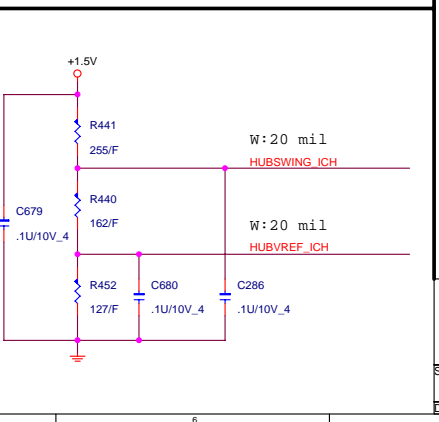 +1.5V
R441
255/F
W:20 mil
HUBSWING_ICH
R440
162/F
C679
.1U/10V_4
W:20 mil
HUBVREF_ICH
R452
127/F
C680
.1U/10V_4
C286
.1U/10V_4
6